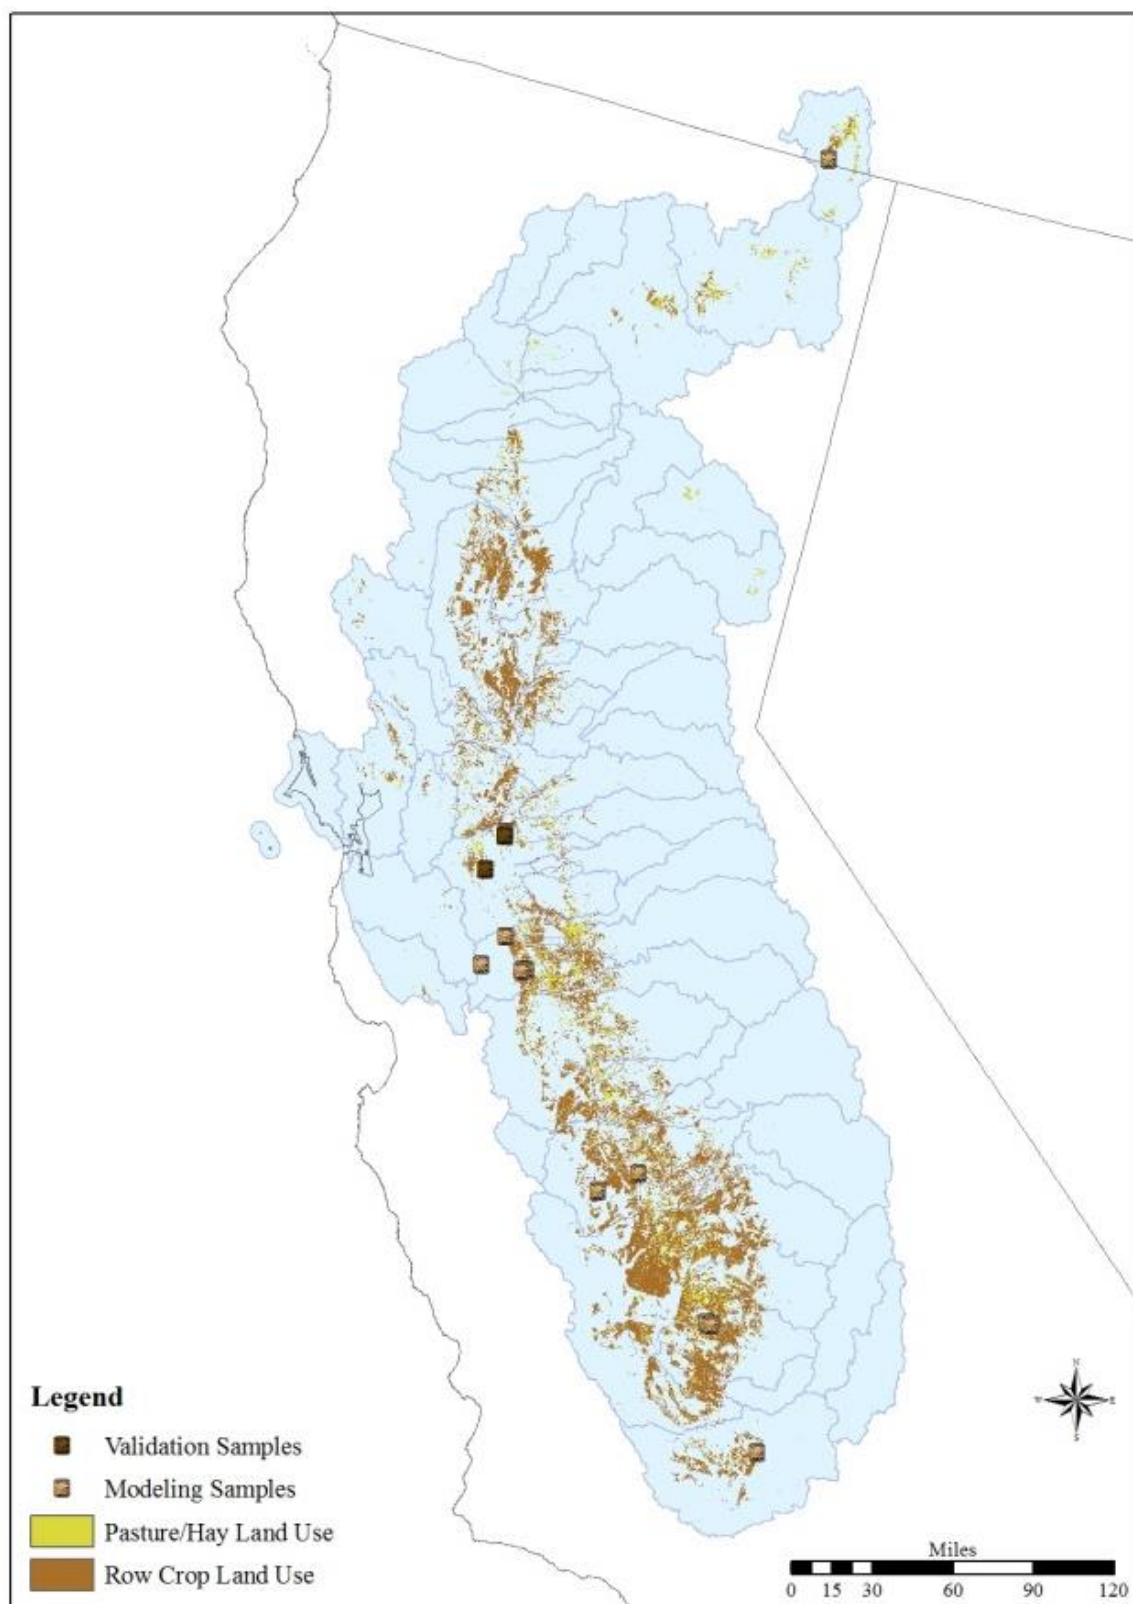 N
W
E
S
Legend
Validation Samples
Modeling Samples
Pasture/Hay Land Use
Row Crop Land Use
Miles
0 15 30 60 90 120